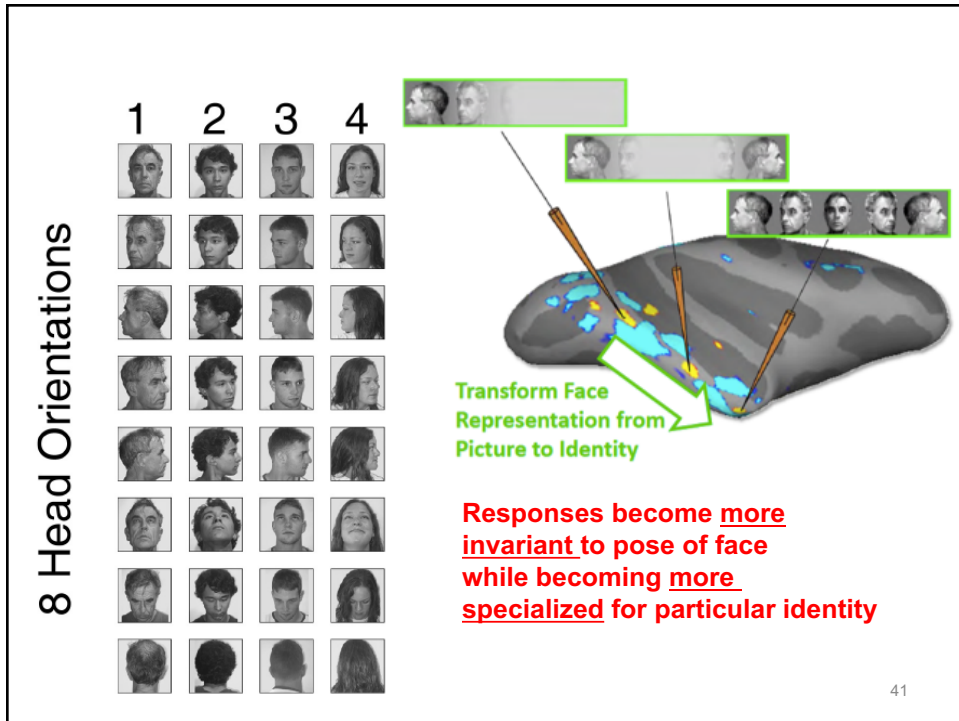 8 Head Orientations
1 2 3 4
Transform Face
Representation from
Picture to Identity
Responses become more
invariant to pose of face
while becoming more
specialized for particular identity
41